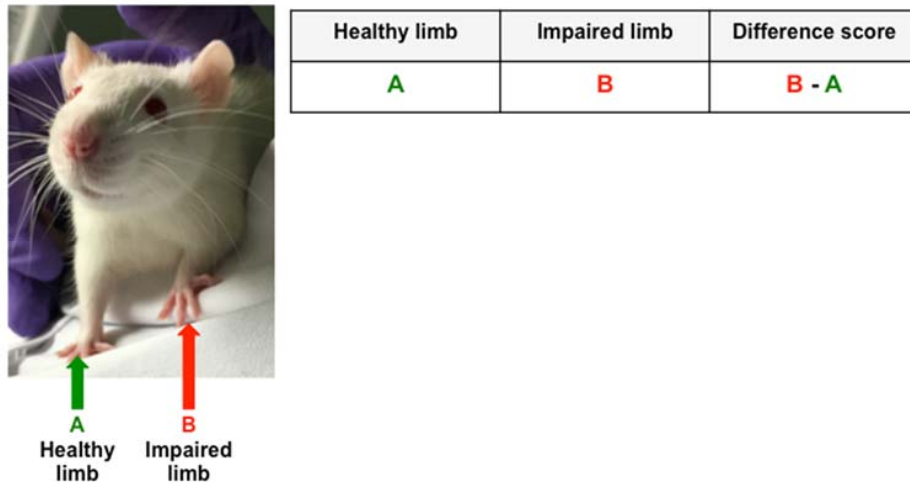 Healthy limb Impaired limb Difference score
A B B - A
A B
Healthy Impaired
limb limb